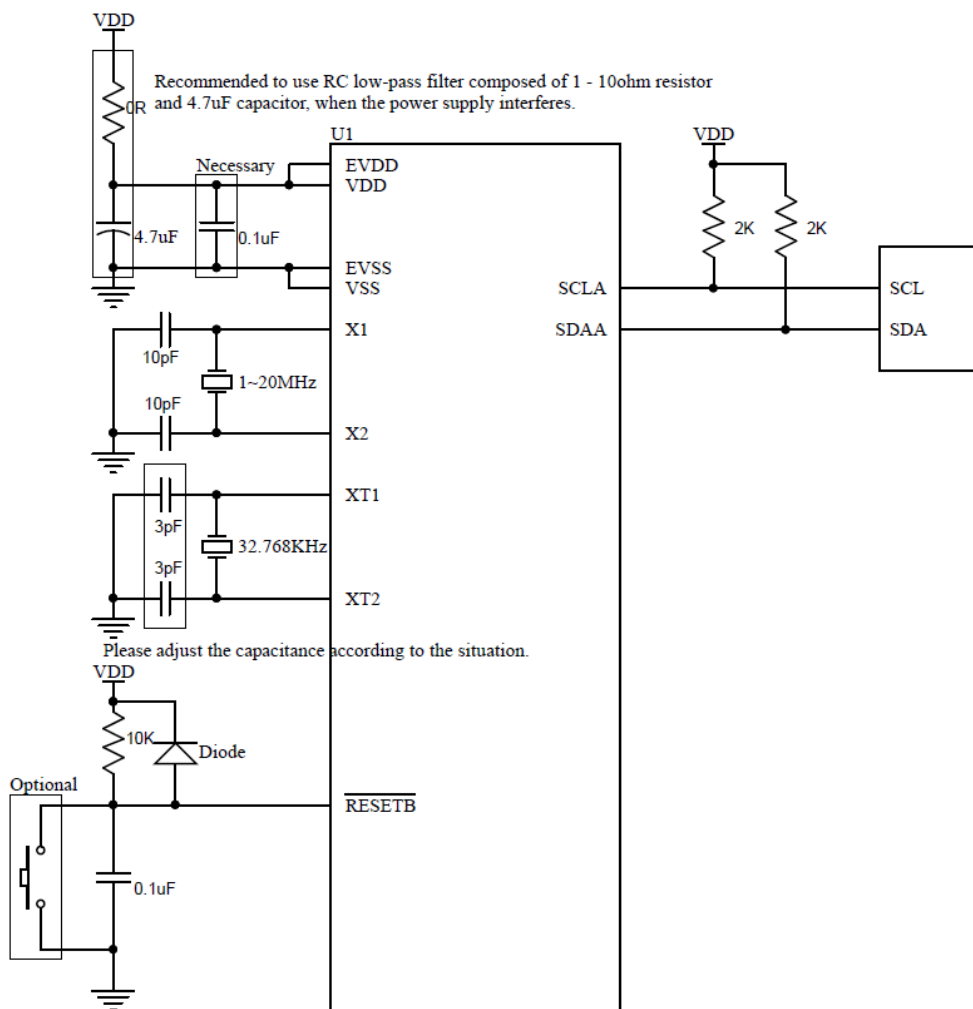 VDD
Recommended to use RC low-pass filter composed of 1 - 10ohm resistor
0R
and 4.7uF capacitor, when the power supply interferes.
U1
VDD
Necessary
EVDD
VDD
4.7uF
0.1uF
2K
2K
EVSS
VSS
SCLA
SCL
X1
SDAA
SDA
10pF
1~20MHz
10pF
X2
XT1
3pF
32.768KHz
3pF
XT2
Please adjust the capacitance according to the situation.
VDD
10K
Diode
Optional
RESETB
0.1uF